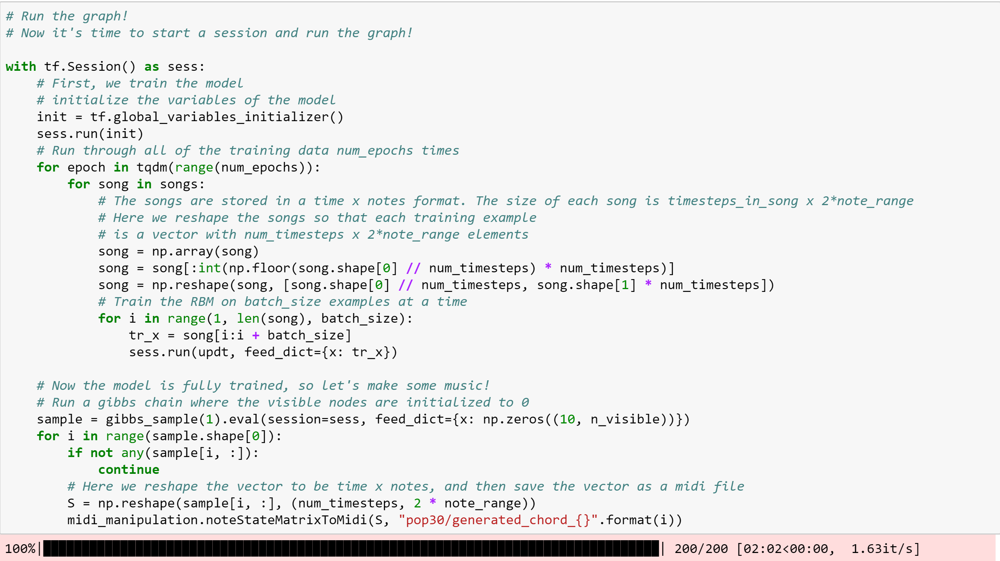 # Run the graph!
# Now it's time to start a session and run the graph!

with tf.Session() as sess:
    # First, we train the model
    # initialize the variables of the model
    init = tf.global_variables_initializer()
    sess.run(init)
    # Run through all of the training data num_epochs times
    for epoch in tqdm(range(num_epochs)):
        for song in songs:
            # The songs are stored in a time x notes format. The size of each song is timesteps_in_song x 2*note_range
            # Here we reshape the songs so that each training example
            # is a vector with num_timesteps x 2*note_range elements
            song = np.array(song)
            song = song[:int(np.floor(song.shape[0] // num_timesteps) * num_timesteps)]
            song = np.reshape(song, [song.shape[0] // num_timesteps, song.shape[1] * num_timesteps])
            # Train the RBM on batch_size examples at a time
            for i in range(1, len(song), batch_size):
                tr_x = song[i:i + batch_size]
                sess.run(updt, feed_dict={x: tr_x})

    # Now the model is fully trained, so let's make some music!
    # Run a gibbs chain where the visible nodes are initialized to 0
    sample = gibbs_sample(1).eval(session=sess, feed_dict={x: np.zeros((10, n_visible))})
    for i in range(sample.shape[0]):
        if not any(sample[i, :]):
            continue
        # Here we reshape the vector to be time x notes, and then save the vector as a midi file
        S = np.reshape(sample[i, :], (num_timesteps, 2 * note_range))
        midi_manipulation.noteStateMatrixToMidi(S, "pop30/generated_chord_{}".format(i))
100%| | 200/200 [02:02<00:00,  1.63it/s]